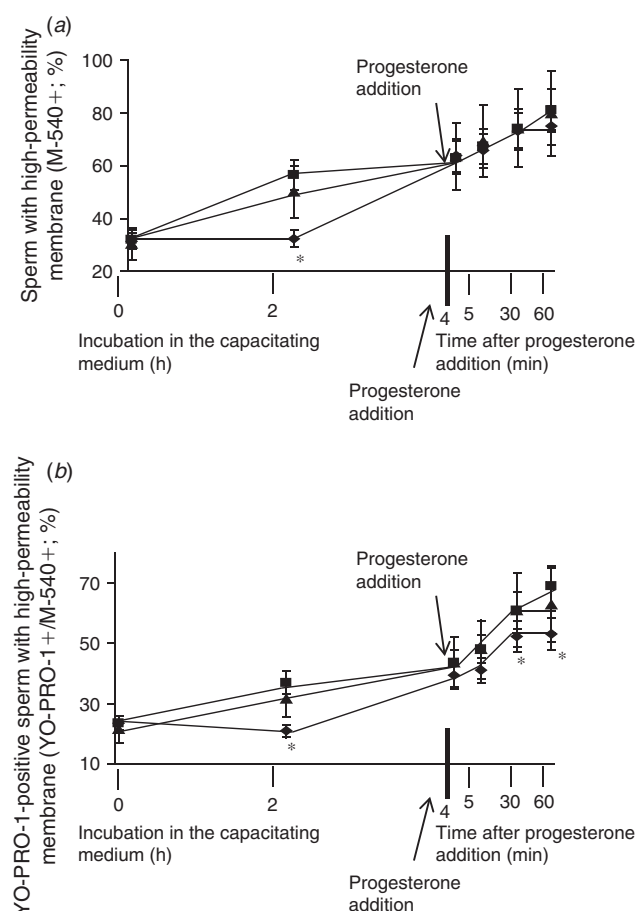 (a)
Sperm with high-permeability
membrane (M-540+; %)
100
80
60
40
20
Progesterone
addition
*
0
2
4
5
30
60
Incubation in the capacitating
medium (h)
Time after progesterone
addition (min)
Progesterone
addition
(b)
YO-PRO-1-positive sperm with high-permeability
membrane (YO-PRO-1+/M-540+; %)
70
50
30
10
Progesterone
addition
*
*
*
0
2
4
5
30
60
Incubation in the capacitating
medium (h)
Time after progesterone
addition (min)
Progesterone
addition